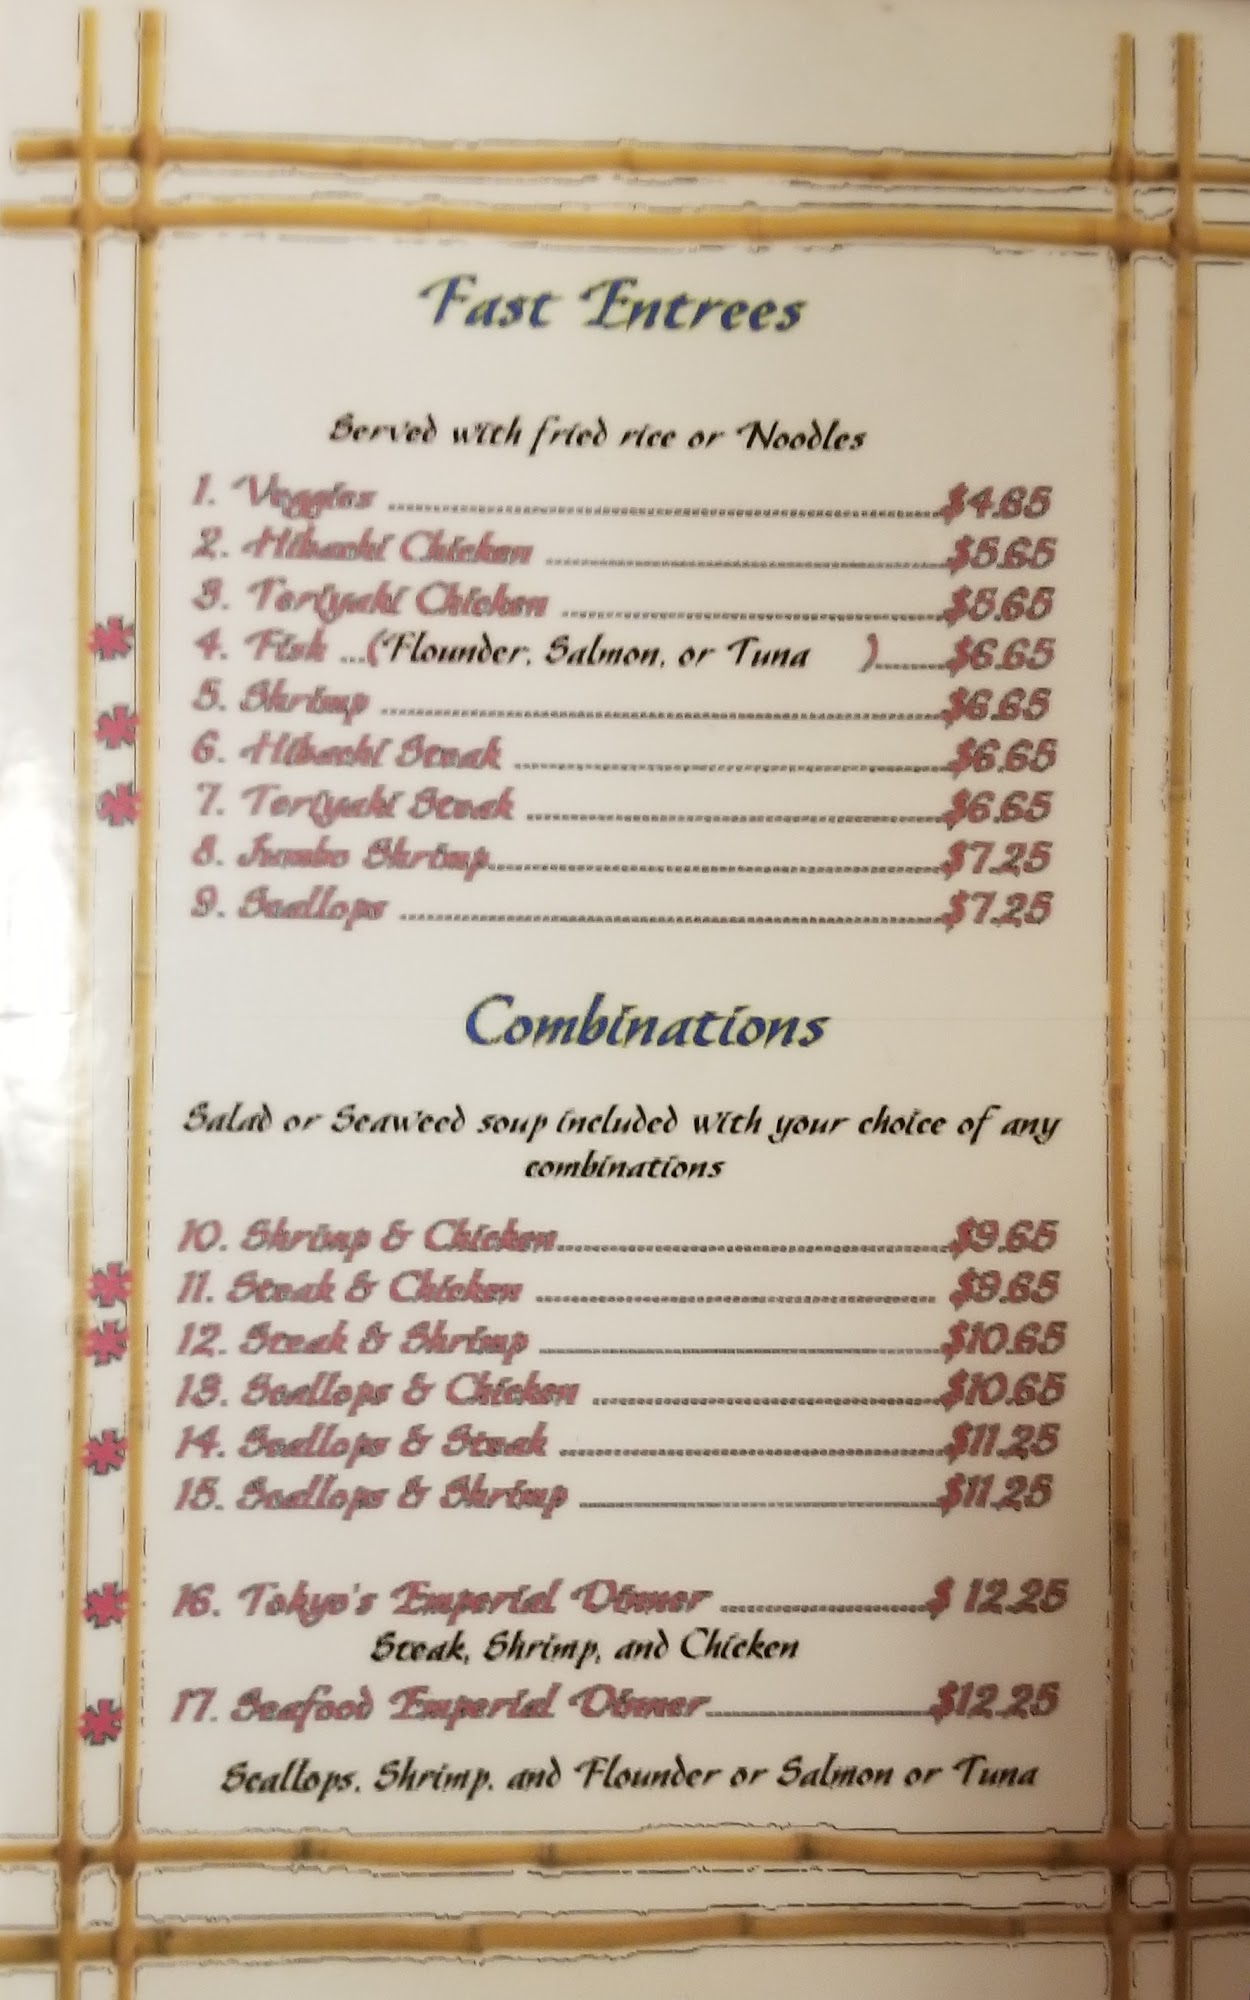 Fast Entrees
Served with fried rice or Noodles
1. Veggies ........ $4.65
2. Hibachi Chicken ........ $5.65
3. Teriyaki Chicken ........ $5.65
* 4. Fish ...(Flounder, Salmon, or Tuna )........ $6.65
5. Shrimp ........ $6.65
* 6. Hibachi Steak ........ $6.65
* 7. Teriyaki Steak ........ $6.65
8. Jumbo Shrimp........ $7.25
9. Scallops ........ $7.25
Combinations
Salad or Seaweed soup included with your choice of any
combinations
10. Shrimp & Chicken........ $9.65
* 11. Steak & Chicken ........ $9.65
* 12. Steak & Shrimp ........ $10.65
13. Scallops & Chicken ........ $10.65
* 14. Scallops & Steak ........ $11.25
15. Scallops & Shrimp ........ $11.25
* 16. Tokyo's Emperial Dinner ........ $ 12.25
Steak, Shrimp, and Chicken
* 17. Seafood Emperial Dinner........ $12.25
Scallops, Shrimp, and Flounder or Salmon or Tuna